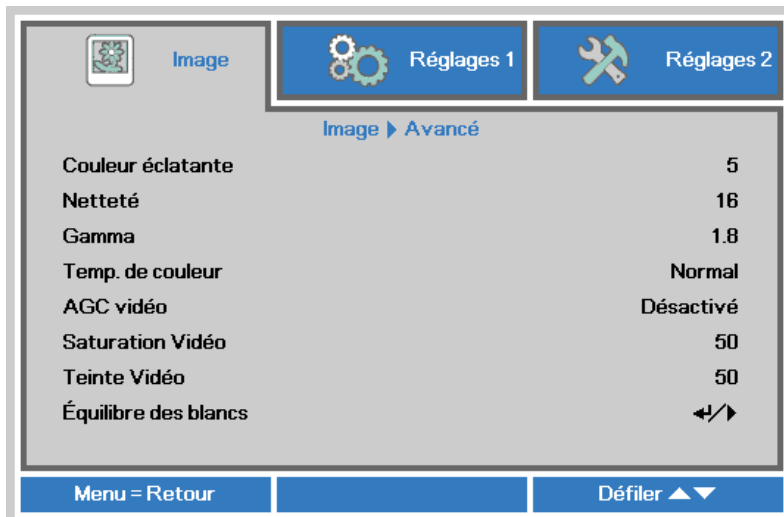 Image
Réglages 1
Réglages 2
Image Avancé
Couleur éclatante 5
Netteté 16
Gamma 1.8
Temp. de couleur Normal
AGC vidéo Désactivé
Saturation Vidéo 50
Teinte Vidéo 50
Équilibre des blancs
Menu = Retour
Défiler